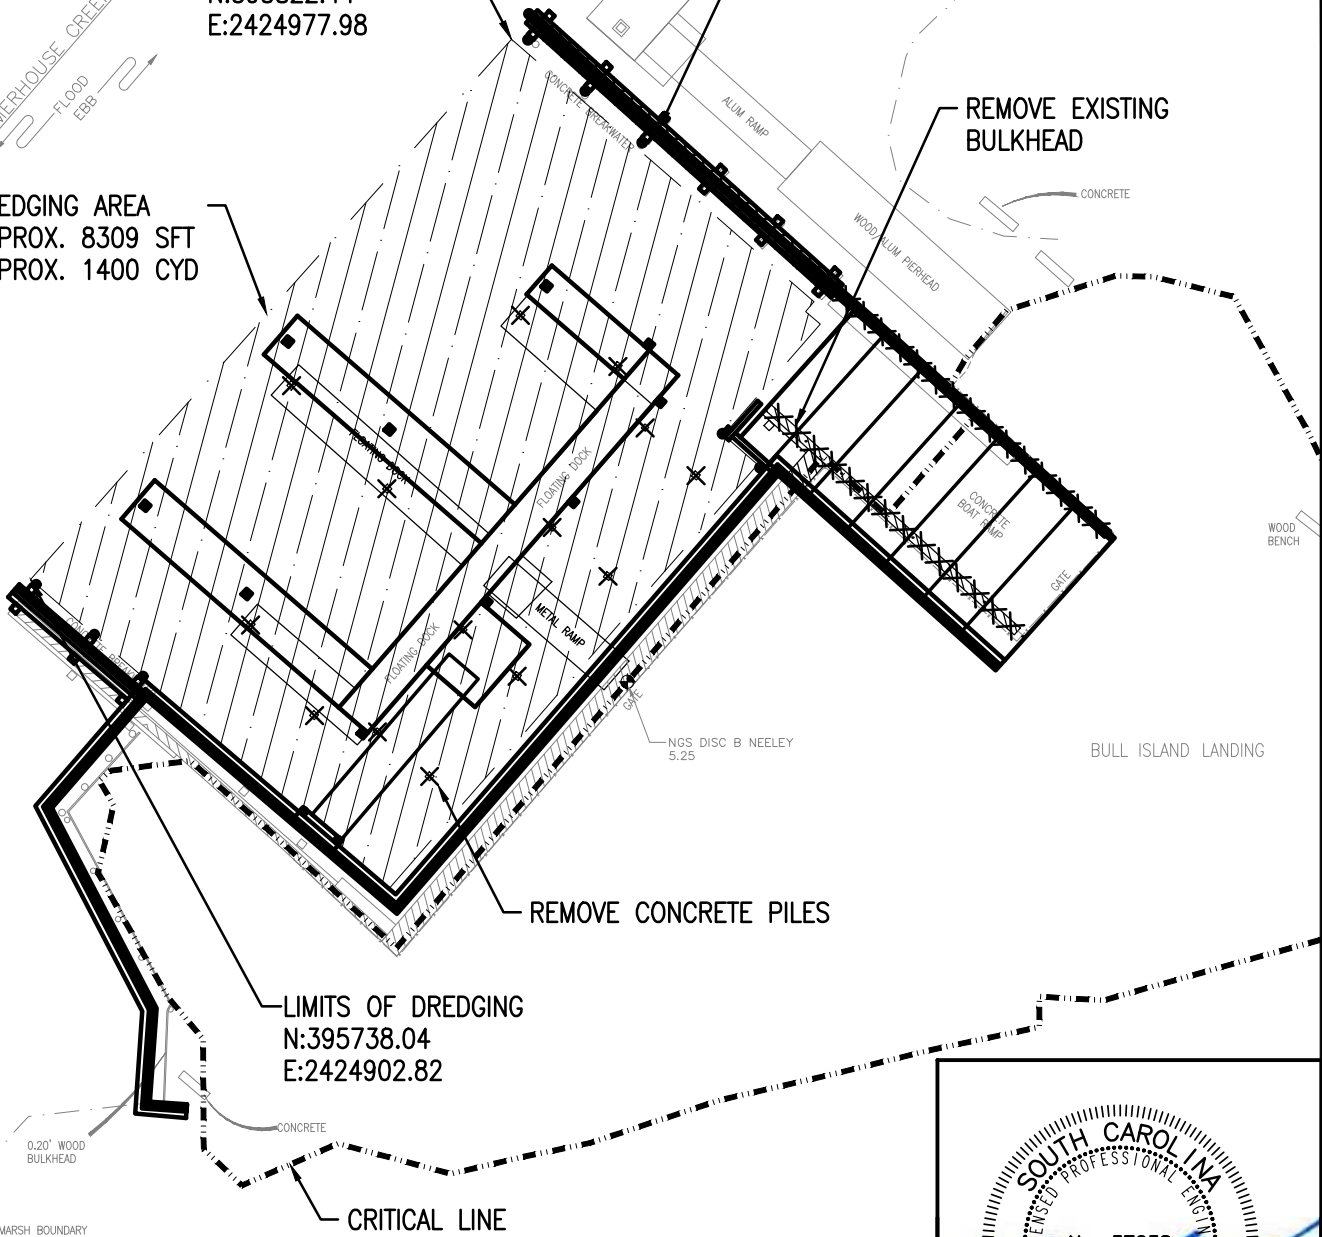 E:2424977.98
FLOOD
EBB
CONCRETE BREAKWATER
ALUM RAMP
REMOVE EXISTING
BULKHEAD
CONCRETE
WOOD/ALUM PIERHEAD
EDGING AREA
PROX. 8309 SFT
PROX. 1400 CYD
FLOATING DOCK
FLOATING DOCK
CONCRETE
BOAT RAMP
WOOD
BENCH
GATE
METAL RAMP
FLOATING DOCK
GATE
NGS DISC B NEELEY
5.25
BULL ISLAND LANDING
REMOVE CONCRETE PILES
LIMITS OF DREDGING
N:395738.04
E:2424902.82
CONCRETE
0.20' WOOD
BULKHEAD
MARSH BOUNDARY
CRITICAL LINE
SOUTH CAROLINA
ENSED PROFESSIONAL ENGIN